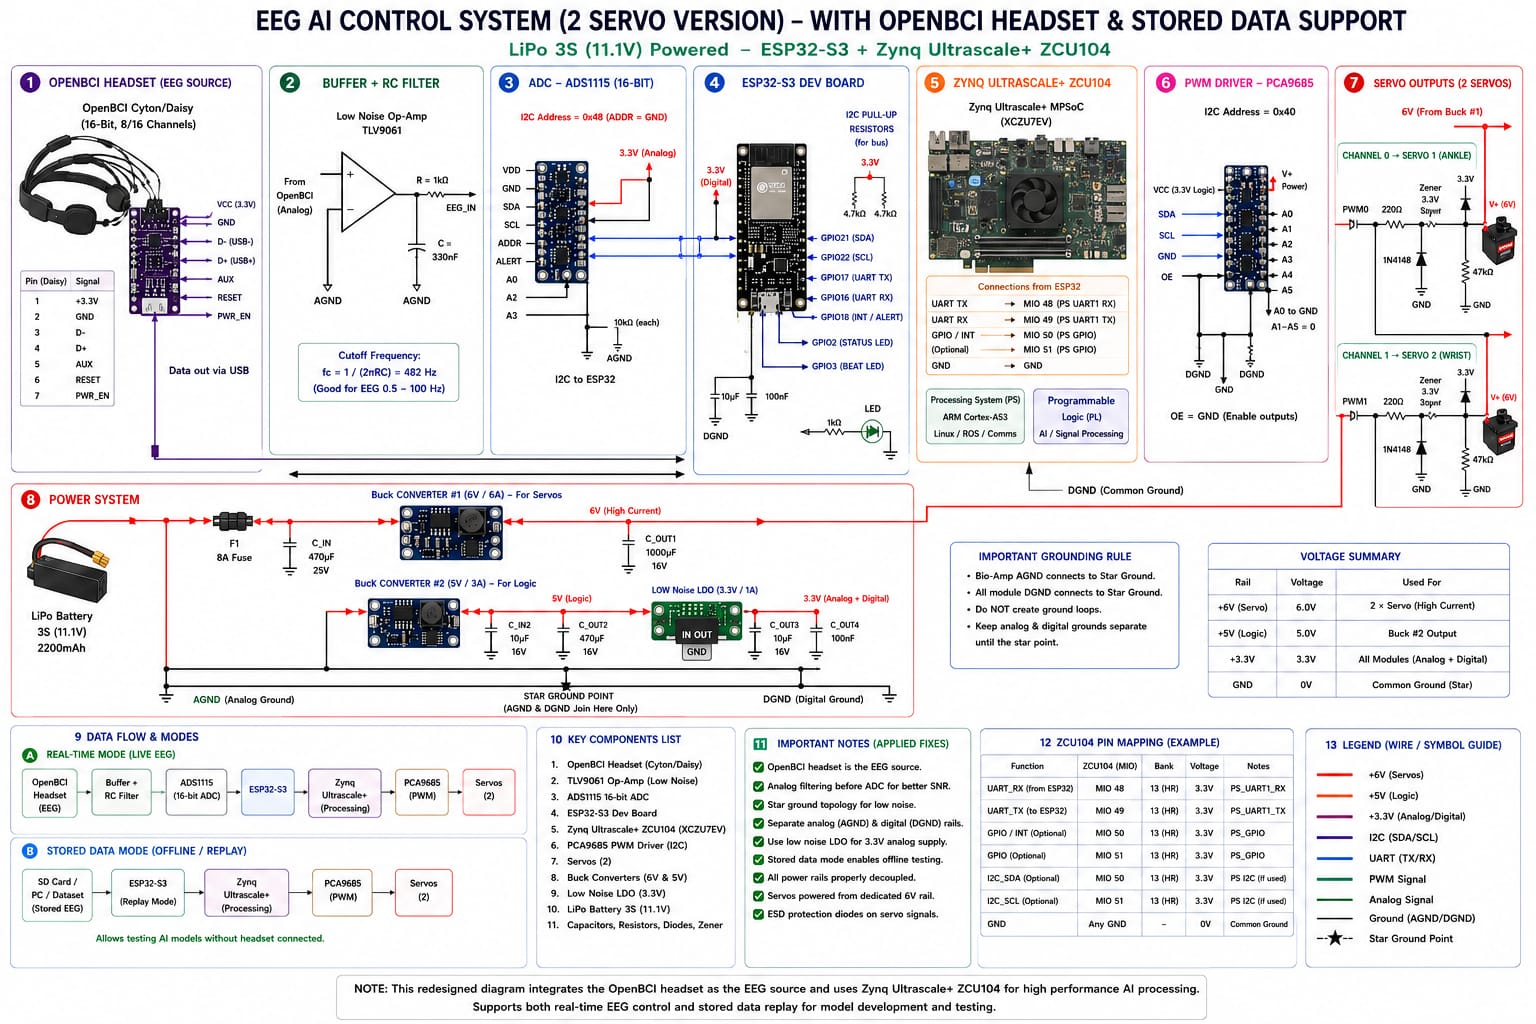 EEG AI CONTROL SYSTEM (2 SERVO VERSION) – WITH OPENBCI HEADSET & STORED DATA SUPPORT
LiPo 3S (11.1V) Powered – ESP32-S3 + Zynq Ultrascale+ ZCU104
1 OPENBCI HEADSET (EEG SOURCE)
OpenBCI Cyton/Daisy
(16-Bit, 8/16 Channels)
VCC (3.3V)
GND
D- (USB-)
D+ (USB+)
AUX
RESET
PWR_EN
Pin (Daisy) Signal
1 +3.3V
2 GND
3 D-
4 D+
5 AUX
6 RESET
7 PWR_EN
Data out via USB
2 BUFFER + RC FILTER
Low Noise Op-Amp
TLV9061
From
OpenBCI
(Analog)
+
−
R = 1kΩ
EEG_IN
C =
330nF
AGND
AGND
Cutoff Frequency:
fc = 1 / (2πRC) = 482 Hz
(Good for EEG 0.5 – 100 Hz)
3 ADC – ADS1115 (16-BIT)
I2C Address = 0x48 (ADDR = GND)
3.3V (Analog)
VDD
GND
SDA
SCL
ADDR
ALERT
A0
A2
A3
10kΩ (each)
AGND
I2C to ESP32
4 ESP32-S3 DEV BOARD
I2C PULL-UP
RESISTORS
(for bus)
3.3V
3.3V
(Digital)
4.7kΩ 4.7kΩ
GPIO21 (SDA)
GPIO22 (SCL)
GPIO17 (UART TX)
GPIO16 (UART RX)
GPIO18 (INT / ALERT)
GPIO2 (STATUS LED)
GPIO3 (BEAT LED)
10µF 100nF
DGND
LED
1kΩ
5 ZYNQ ULTRASCALE+ ZCU104
Zynq Ultrascale+ MPSoC
(XCZU7EV)
Connections from ESP32
UART TX → MIO 48 (PS UART1 RX)
UART RX → MIO 49 (PS UART1 TX)
GPIO / INT → MIO 50 (PS GPIO)
(Optional) → MIO 51 (PS GPIO)
GND → GND
Processing System (PS)
ARM Cortex-AS3
Linux / ROS / Comms
Programmable
Logic (PL)
AI / Signal Processing
DGND (Common Ground)
6 PWM DRIVER – PCA9685
I2C Address = 0x40
V+
Power)
VCC (3.3V Logic)
SDA
SCL
GND
OE
A0
A1
A2
A3
A4
A5
A0 to GND
A1–A5 = 0
DGND
DGND
GND
OE = GND (Enable outputs)
7 SERVO OUTPUTS (2 SERVOS)
6V (From Buck #1)
CHANNEL 0 → SERVO 1 (ANKLE)
Zener
3.3V
3.3V
V+ (6V)
PWM0
220Ω
1N4148
47kΩ
GND
GND
CHANNEL 1 → SERVO 2 (WRIST)
Zener
3.3V
3.3V
V+ (6V)
PWM1
220Ω
1N4148
47kΩ
GND
GND
8 POWER SYSTEM
Buck CONVERTER #1 (6V / 6A) – For Servos
6V (High Current)
F1
8A Fuse
C_IN
470µF
25V
C_OUT1
1000µF
16V
LiPo Battery
3S (11.1V)
2200mAh
Buck CONVERTER #2 (5V / 3A) – For Logic
5V (Logic)
LOW Noise LDO (3.3V / 1A)
3.3V (Analog + Digital)
C_IN2
10µF
16V
C_OUT2
470µF
16V
IN OUT
GND
C_OUT3
10µF
16V
C_OUT4
100nF
AGND (Analog Ground)
STAR GROUND POINT
(AGND & DGND Join Here Only)
DGND (Digital Ground)
IMPORTANT GROUNDING RULE
• Bio-Amp AGND connects to Star Ground.
• All module DGND connects to Star Ground.
• Do NOT create ground loops.
• Keep analog & digital grounds separate
until the star point.
VOLTAGE SUMMARY
Rail Voltage Used For
+6V (Servo) 6.0V 2 × Servo (High Current)
+5V (Logic) 5.0V Buck #2 Output
+3.3V 3.3V All Modules (Analog + Digital)
GND 0V Common Ground (Star)
9 DATA FLOW & MODES
A REAL-TIME MODE (LIVE EEG)
OpenBCI
Headset
(EEG)
Buffer +
RC Filter
ADS1115
(16-bit ADC)
ESP32-S3
Zynq
Ultrascale+
(Processing)
PCA9685
(PWM)
Servos
(2)
B STORED DATA MODE (OFFLINE / REPLAY)
SD Card /
PC / Dataset
(Stored EEG)
ESP32-S3
(Replay Mode)
Zynq
Ultrascale+
(Processing)
PCA9685
(PWM)
Servos
(2)
Allows testing AI models without headset connected.
10 KEY COMPONENTS LIST
1. OpenBCI Headset (Cyton/Daisy)
2. TLV9061 Op-Amp (Low Noise)
3. ADS1115 16-bit ADC
4. ESP32-S3 Dev Board
5. Zynq Ultrascale+ ZCU104 (XCZU7EV)
6. PCA9685 PWM Driver (I2C)
7. Servos (2)
8. Buck Converters (6V & 5V)
9. Low Noise LDO (3.3V)
10. LiPo Battery 3S (11.1V)
11. Capacitors, Resistors, Diodes, Zener
11 IMPORTANT NOTES (APPLIED FIXES)
OpenBCI headset is the EEG source.
Analog filtering before ADC for better SNR.
Star ground topology for low noise.
Separate analog (AGND) & digital (DGND) rails.
Use low noise LDO for 3.3V analog supply.
Stored data mode enables offline testing.
All power rails properly decoupled.
Servos powered from dedicated 6V rail.
ESD protection diodes on servo signals.
12 ZCU104 PIN MAPPING (EXAMPLE)
Function ZCU104 (MIO) Bank Voltage Notes
UART_RX (from ESP32) MIO 48 13 (HR) 3.3V PS_UART1_RX
UART_TX (to ESP32) MIO 49 13 (HR) 3.3V PS_UART1_TX
GPIO / INT (Optional) MIO 50 13 (HR) 3.3V PS_GPIO
GPIO (Optional) MIO 51 13 (HR) 3.3V PS_GPIO
I2C_SDA (Optional) MIO 50 13 (HR) 3.3V PS I2C (if used)
I2C_SCL (Optional) MIO 51 13 (HR) 3.3V PS I2C (if used)
GND Any GND – 0V Common Ground
13 LEGEND (WIRE / SYMBOL GUIDE)
+6V (Servos)
+5V (Logic)
+3.3V (Analog/Digital)
I2C (SDA/SCL)
UART (TX/RX)
PWM Signal
Analog Signal
Ground (AGND/DGND)
Star Ground Point
NOTE: This redesigned diagram integrates the OpenBCI headset as the EEG source and uses Zynq Ultrascale+ ZCU104 for high performance AI processing.
Supports both real-time EEG control and stored data replay for model development and testing.